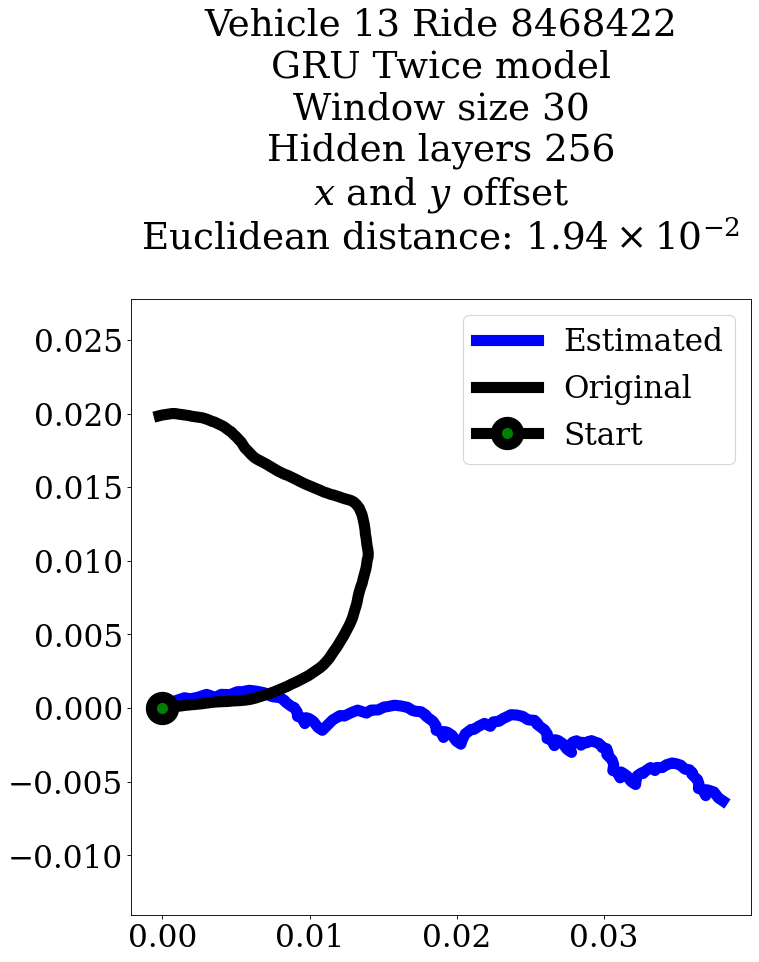 Vehicle 13 Ride 8468422
GRU Twice model
Window size 30
Hidden layers 256
x and y offset
Euclidean distance: 1.94 × 10⁻²
Estimated
Original
Start
0.025
0.020
0.015
0.010
0.005
0.000
−0.005
−0.010
0.00 0.01 0.02 0.03